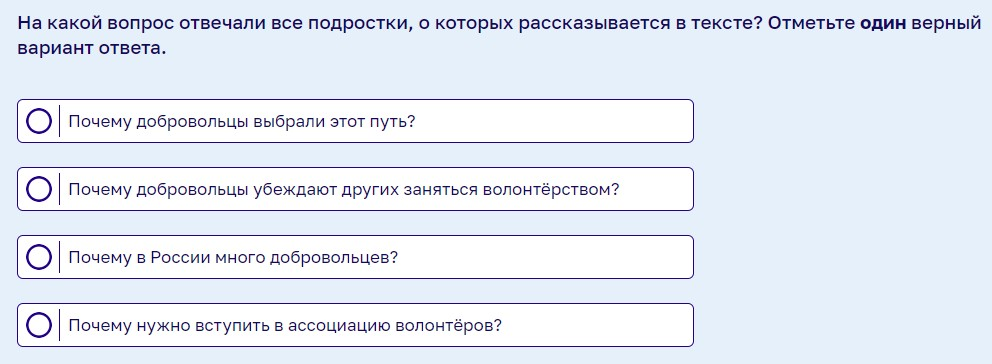 На какой вопрос отвечали все подростки, о которых рассказывается в тексте? Отметьте один верный
вариант ответа.
Почему добровольцы выбрали этот путь?
Почему добровольцы убеждают других заняться волонтёрством?
Почему в России много добровольцев?
Почему нужно вступить в ассоциацию волонтёров?